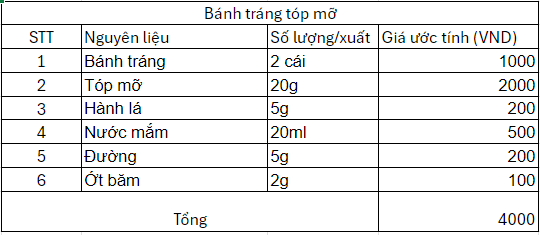 Bánh tráng tóp mỡ
STT Nguyên liệu Số lượng/xuất Giá ước tính (VND)
1 Bánh tráng 2 cái 1000
2 Tóp mỡ 20g 2000
3 Hành lá 5g 200
4 Nước mắm 20ml 500
5 Đường 5g 200
6 Ớt băm 2g 100
Tổng 4000